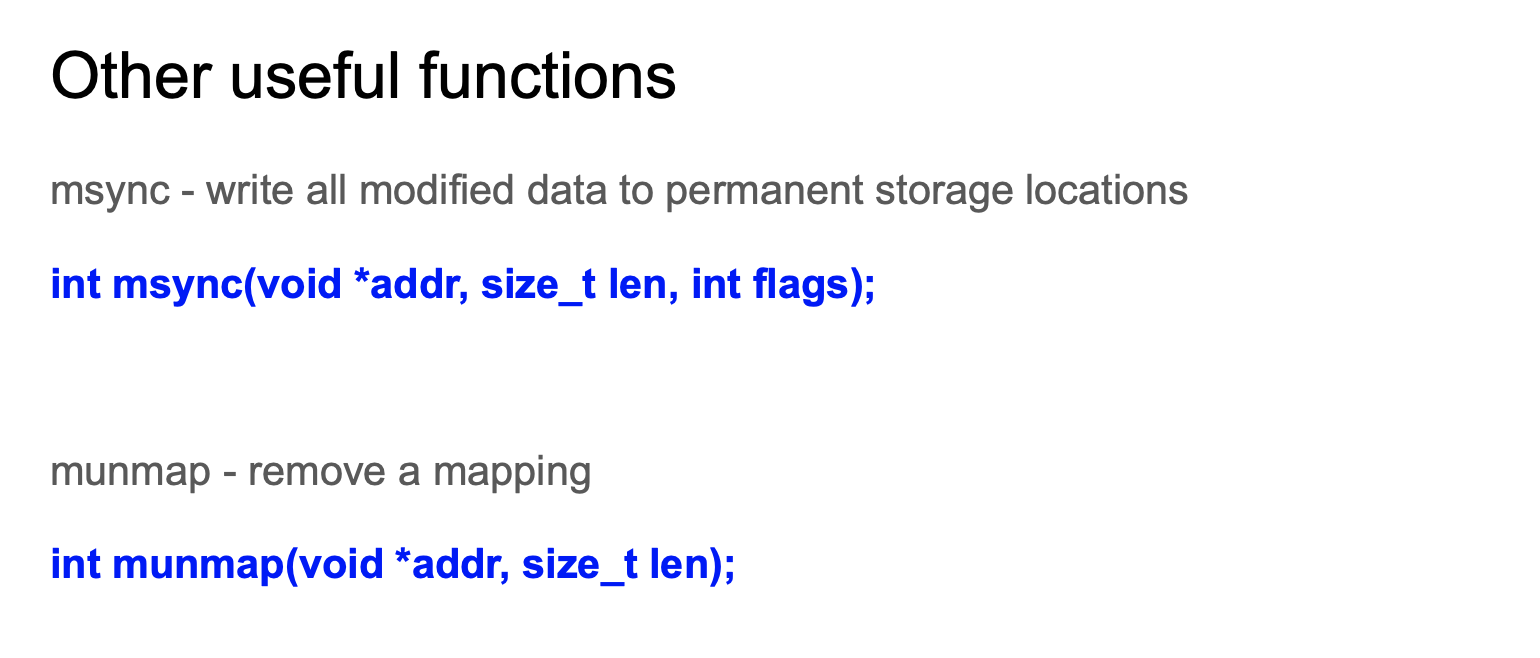 Other useful functions
msync - write all modified data to permanent storage locations
int msync(void *addr, size_t len, int flags);
munmap - remove a mapping
int munmap(void *addr, size_t len);